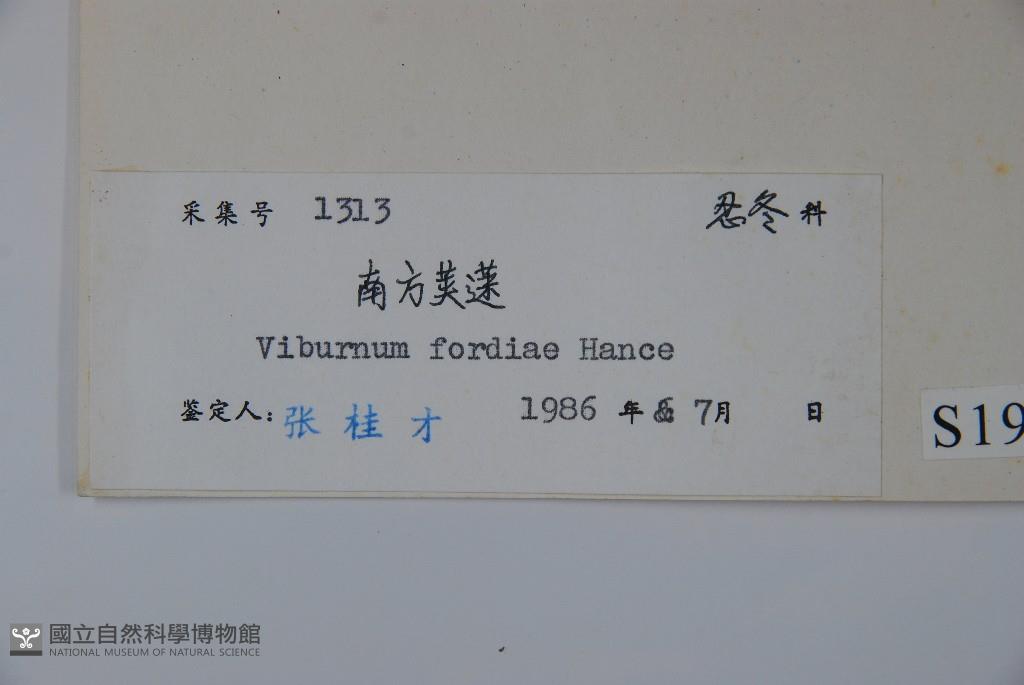 采集号 1313 忍冬科
南方荚蒾
Viburnum fordiae Hance
鉴定人: 张桂才 1986 年 7月 日
S19
國立自然科學博物館
NATIONAL MUSEUM OF NATURAL SCIENCE